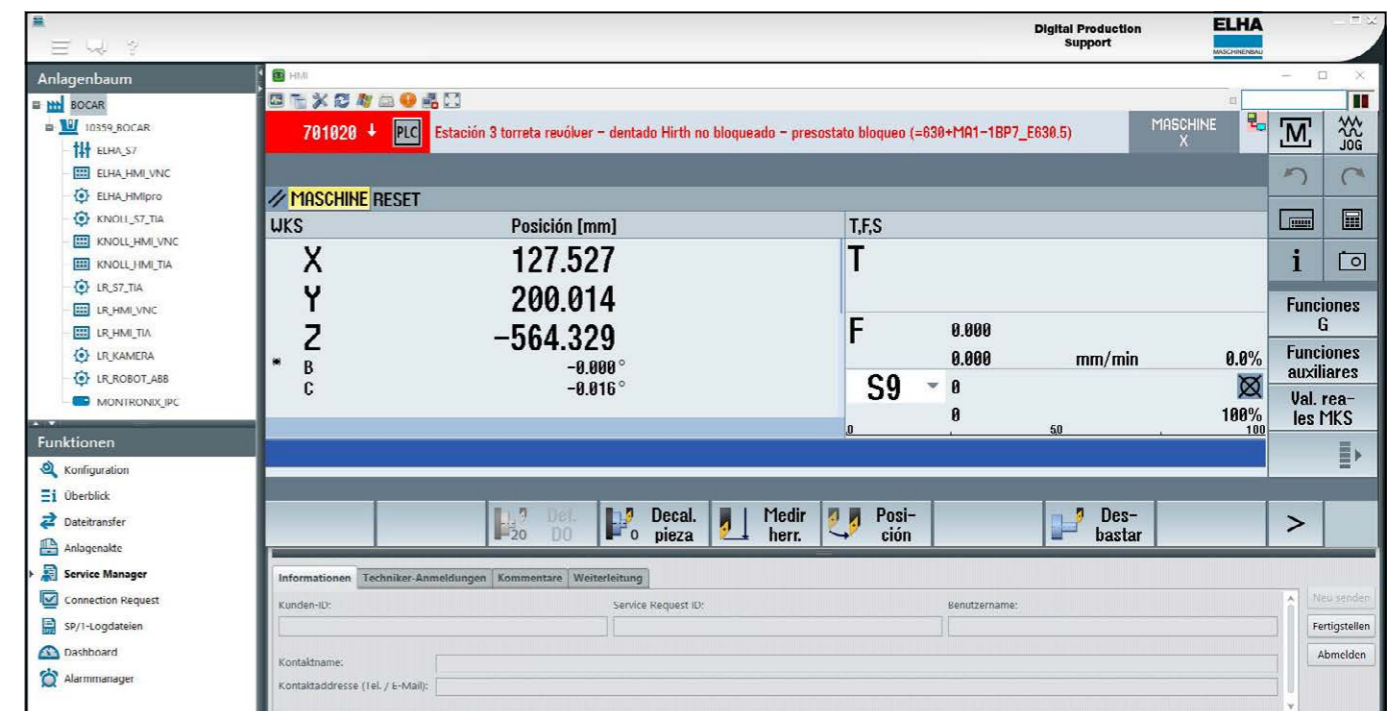 Digital Production
Support
ELHA
MASCHINENBAU
Anlagenbaum
BOCAR
10359_BOCAR
ELHA_S7
ELHA_HMI_VNC
ELHA_HMIpro
KNOLL_S7_TIA
KNOLL_HMI_VNC
KNOLL_HMI_TIA
LR_S7_TIA
LR_HMI_VNC
LR_HMI_TIA
LR_KAMERA
LR_ROBOT_ABB
MONTRONIX_IPC
Funktionen
Konfiguration
Überblick
Dateitransfer
Anlagenakte
Service Manager
Connection Request
SP/1-Logdateien
Dashboard
Alarmmanager
HMI
701020 ↓ PLC Estación 3 torreta revólver - dentado Hirth no bloqueado - presostato bloqueo (=630+MA1-1BP7_E630.5)
MASCHINE
X
MASCHINE RESET
WKS Posición [mm] T,F,S
X 127.527
Y 200.014
Z -564.329
B -0.000°
C -0.016°
T
F 0.000
0.000 mm/min 0.0%
S9 0
0 100%
0 50 100
M
JOG
i
Funciones
G
Funciones
auxiliares
Val. rea-
les MKS
20 Def.
D0
0 Decal.
pieza
Medir
herr.
Posi-
ción
Des-
bastar
>
Informationen Techniker-Anmeldungen Kommentare Weiterleitung
Kunden-ID: Service Request ID: Benutzername:
Kontaktname:
Kontaktaddresse (Tel. / E-Mail):
Neu senden
Fertigstellen
Abmelden